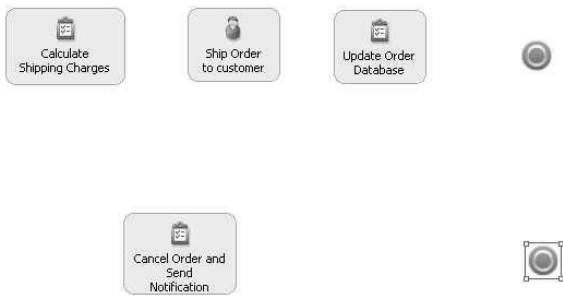 Calculate
Shipping Charges
Ship Order
to customer
Update Order
Database
Cancel Order and
Send
Notification